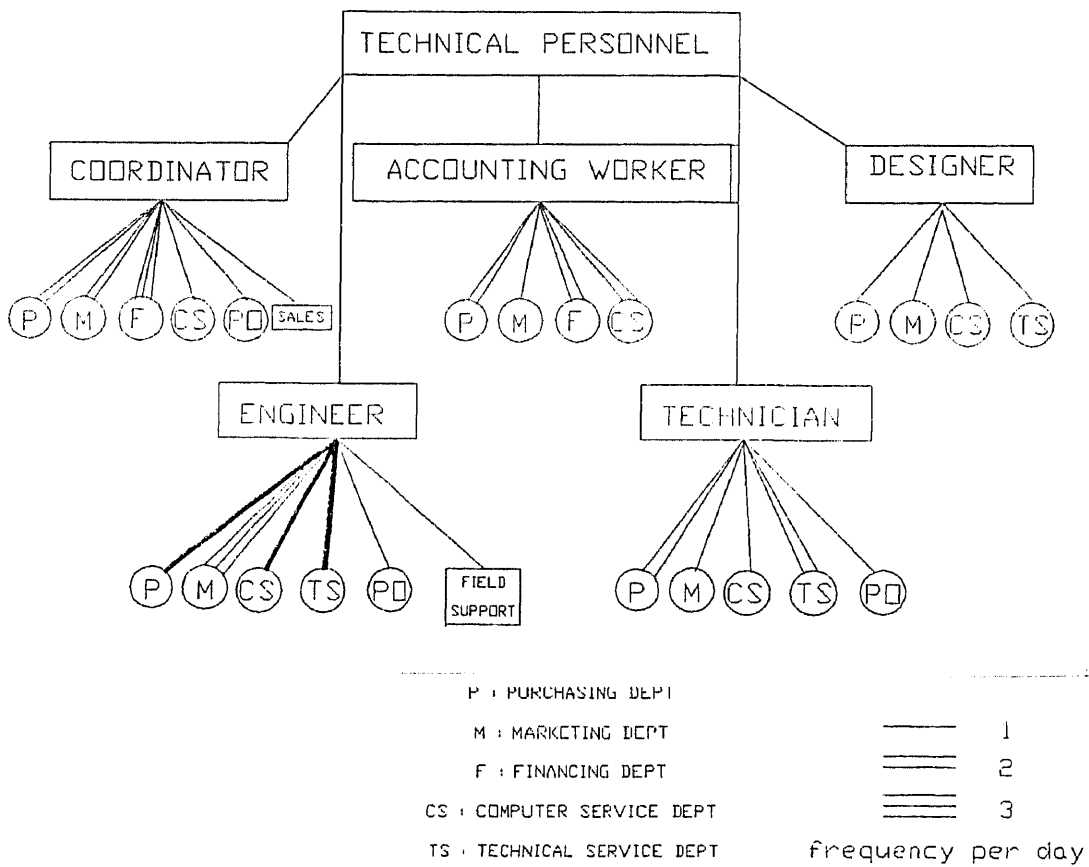 TECHNICAL PERSONNEL
COORDINATOR
ACCOUNTING WORKER
DESIGNER
P M F CS PO SALES
P M F CS
P M CS TS
ENGINEER
TECHNICIAN
P M CS TS PO FIELD SUPPORT
P M CS TS PO
P : PURCHASING DEPT
M : MARKETING DEPT
F : FINANCING DEPT
CS : COMPUTER SERVICE DEPT
TS : TECHNICAL SERVICE DEPT
1
2
3
frequency per day